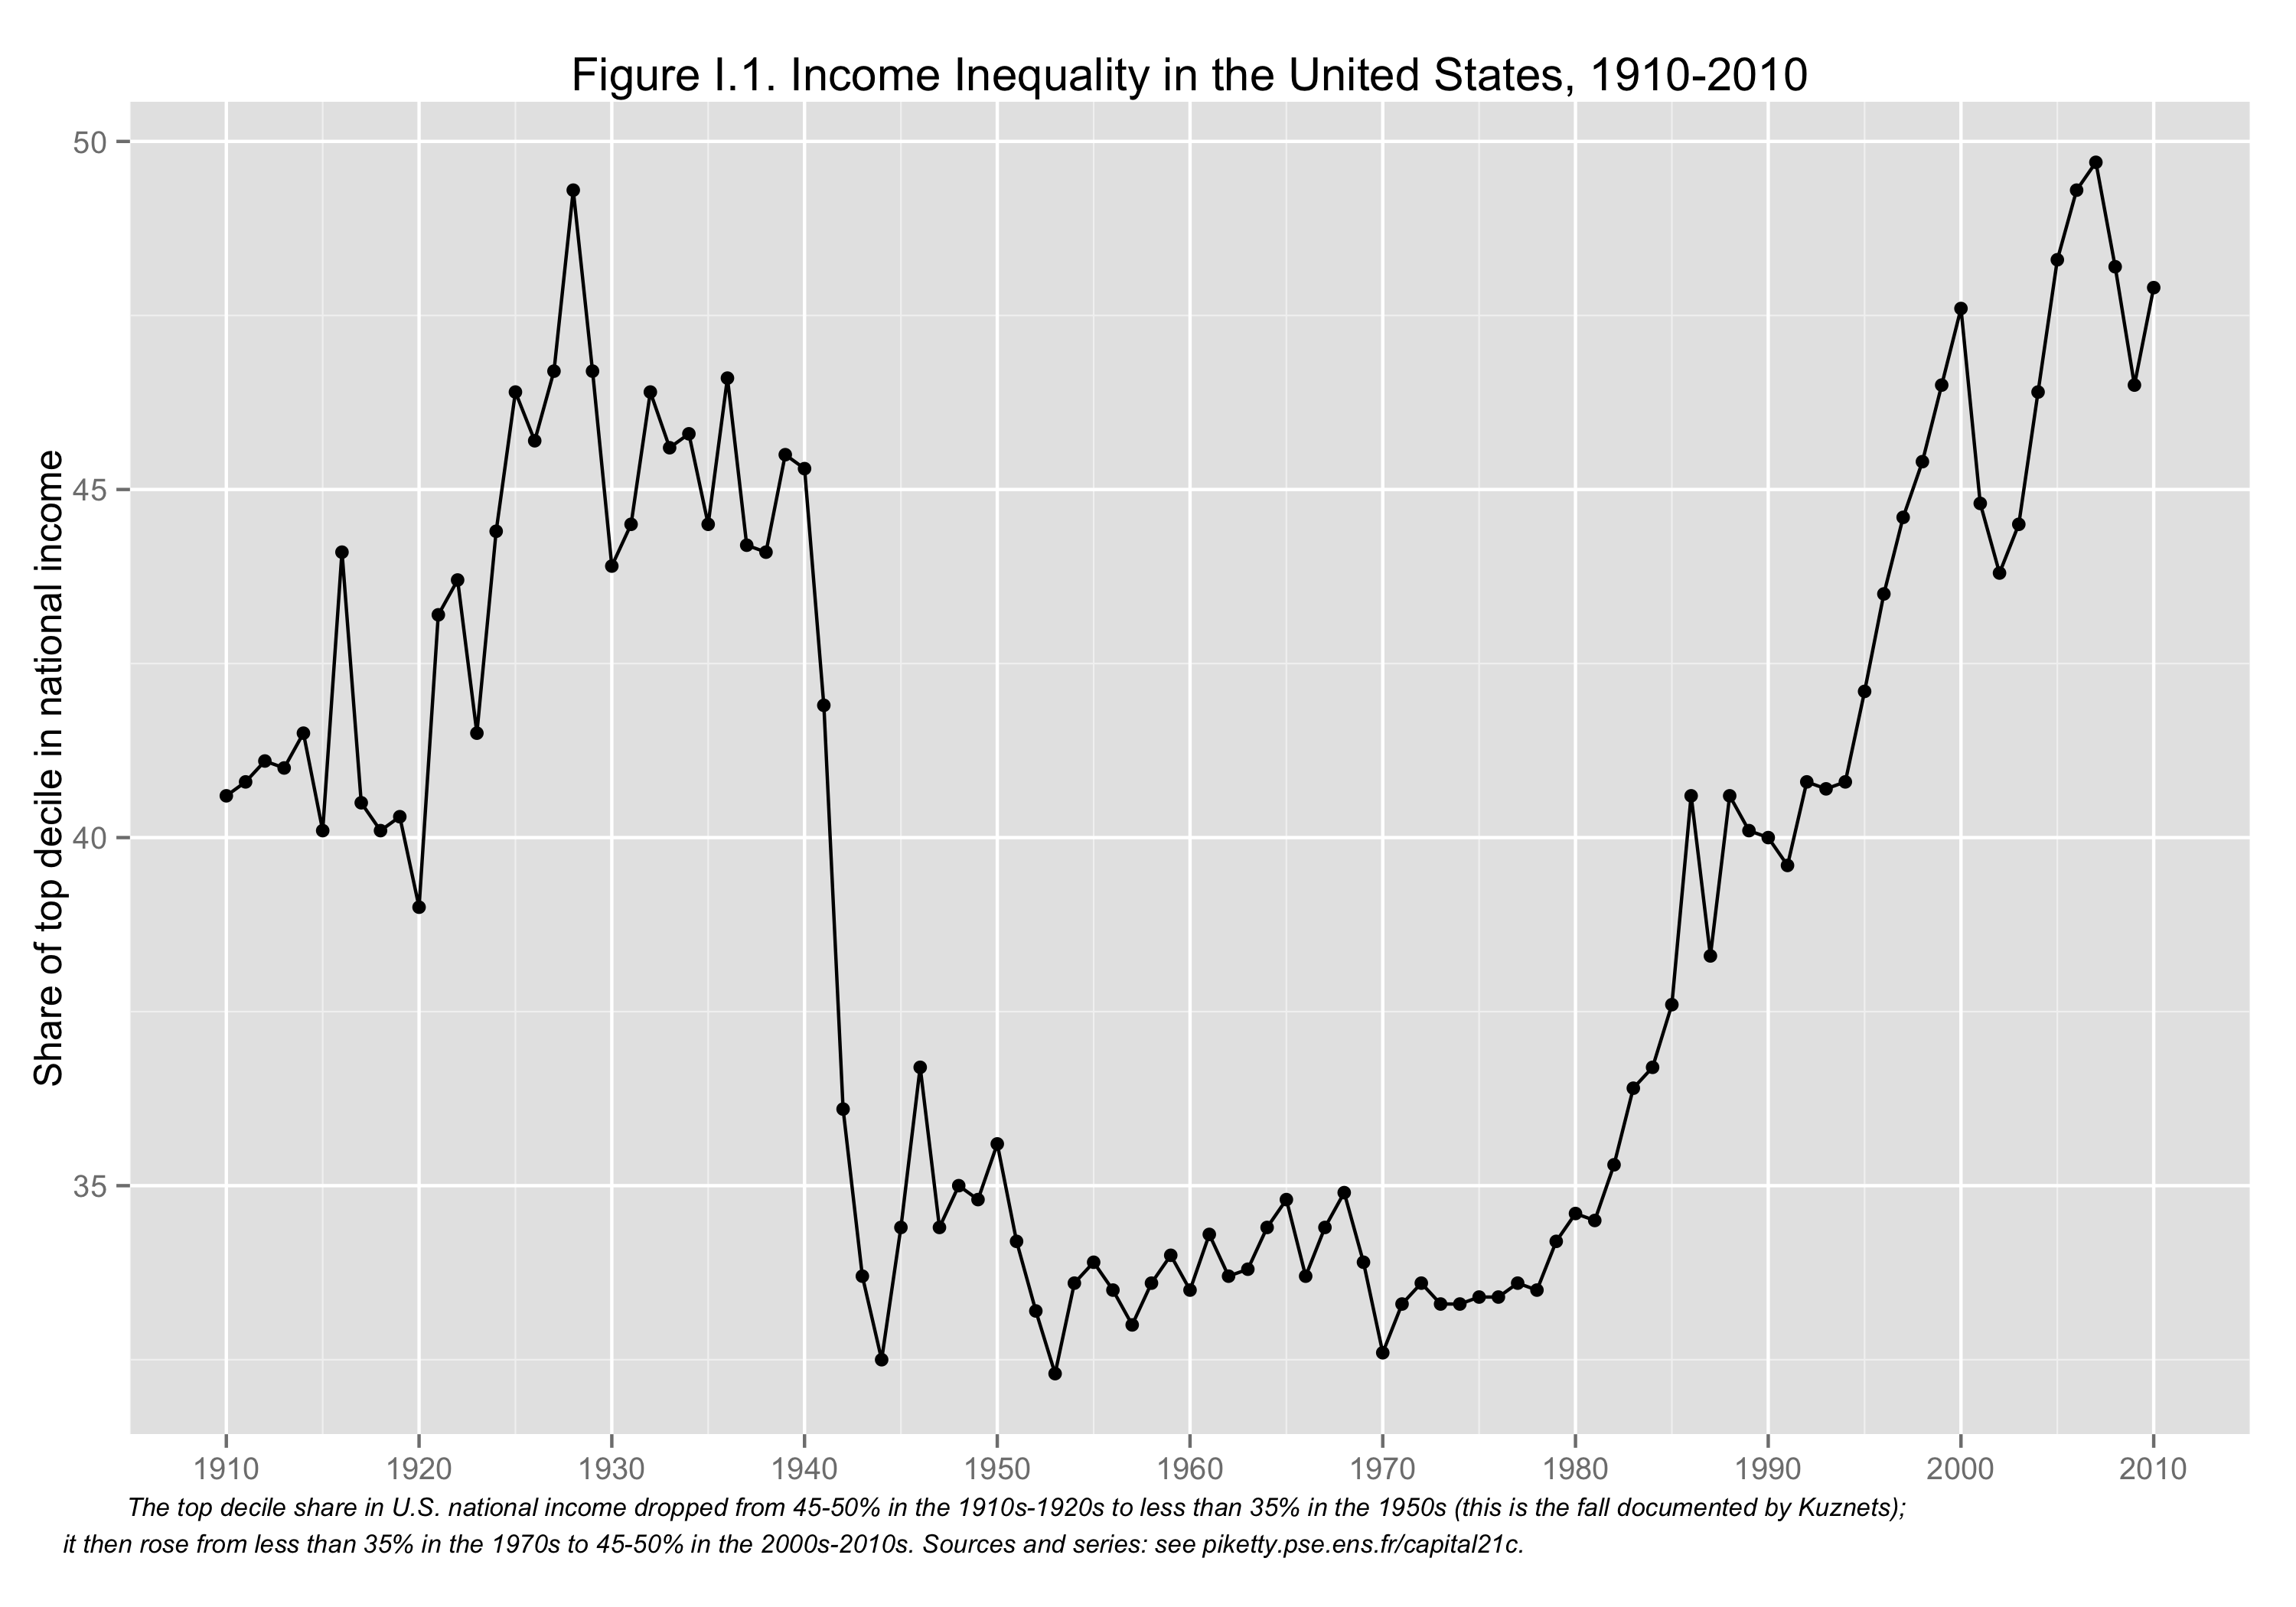 Figure I.1. Income Inequality in the United States, 1910-2010
Share of top decile in national income
50
45
40
35
1910 1920 1930 1940 1950 1960 1970 1980 1990 2000 2010
The top decile share in U.S. national income dropped from 45-50% in the 1910s-1920s to less than 35% in the 1950s (this is the fall documented by Kuznets);
it then rose from less than 35% in the 1970s to 45-50% in the 2000s-2010s. Sources and series: see piketty.pse.ens.fr/capital21c.